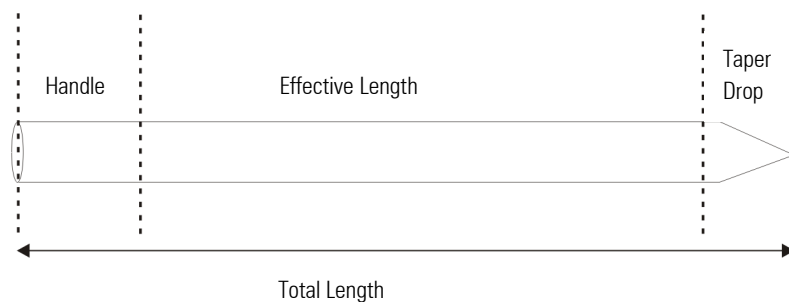 Handle
Effective Length
Taper
Drop
Total Length